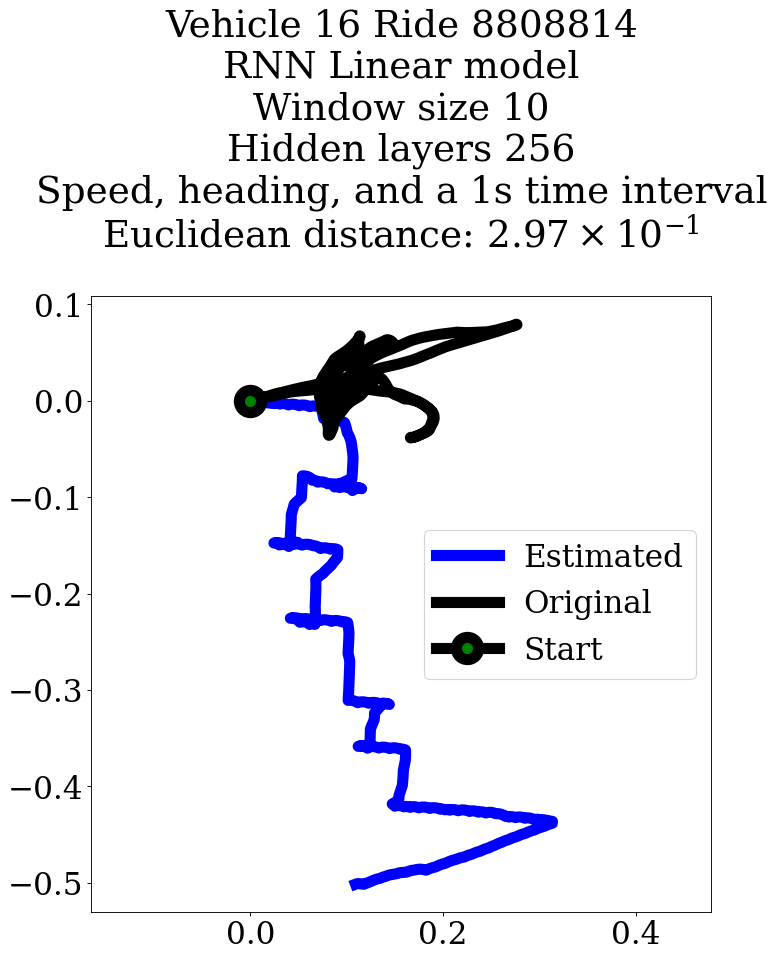 Vehicle 16 Ride 8808814
RNN Linear model
Window size 10
Hidden layers 256
Speed, heading, and a 1s time interval
Euclidean distance: 2.97 × 10⁻¹
0.1
0.0
−0.1
−0.2
−0.3
−0.4
−0.5
Estimated
Original
Start
0.0
0.2
0.4